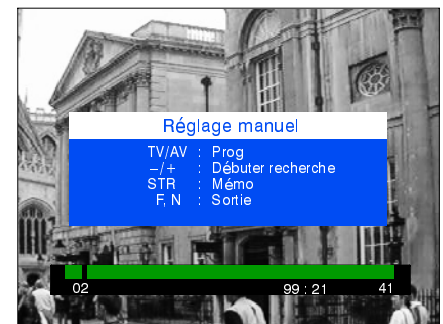 Réglage manuel
TV/AV : Prog
–/+ : Débuter recherche
STR : Mémo
F, N : Sortie
02 99 : 21 41